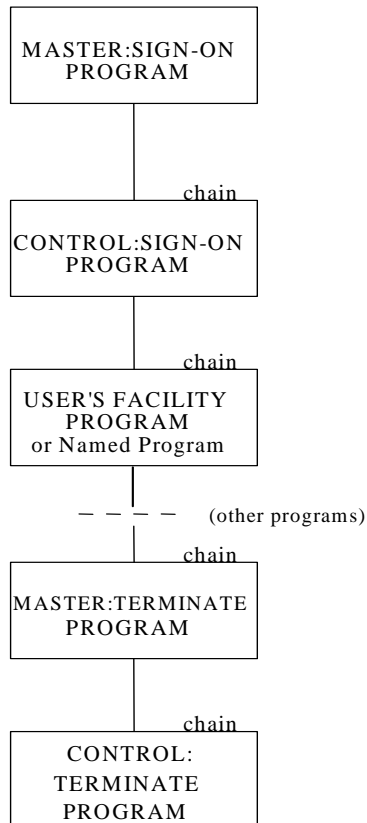 MASTER:SIGN-ON
PROGRAM
chain
CONTROL:SIGN-ON
PROGRAM
chain
USER'S FACILITY
PROGRAM
or Named Program
(other programs)
chain
MASTER:TERMINATE
PROGRAM
chain
CONTROL:
TERMINATE
PROGRAM